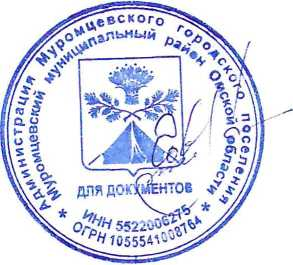 Администрация Муромцевского городского поселения
Муромцевский муниципальный район Омской области
ДЛЯ ДОКУМЕНТОВ
ИНН 5522006275
ОГРН 1055541008764